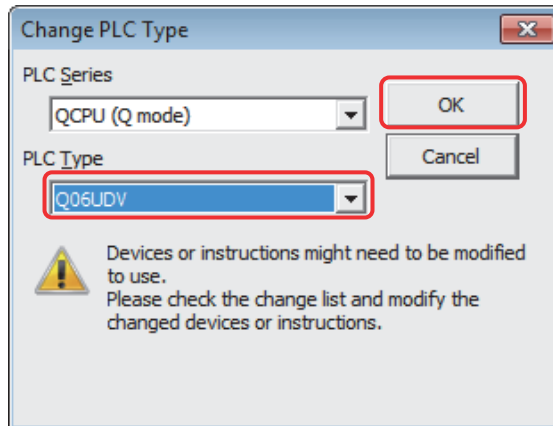 Change PLC Type
PLC Series
QCPU (Q mode)
OK
PLC Type
Cancel
Q06UDV
Devices or instructions might need to be modified
to use.
Please check the change list and modify the
changed devices or instructions.